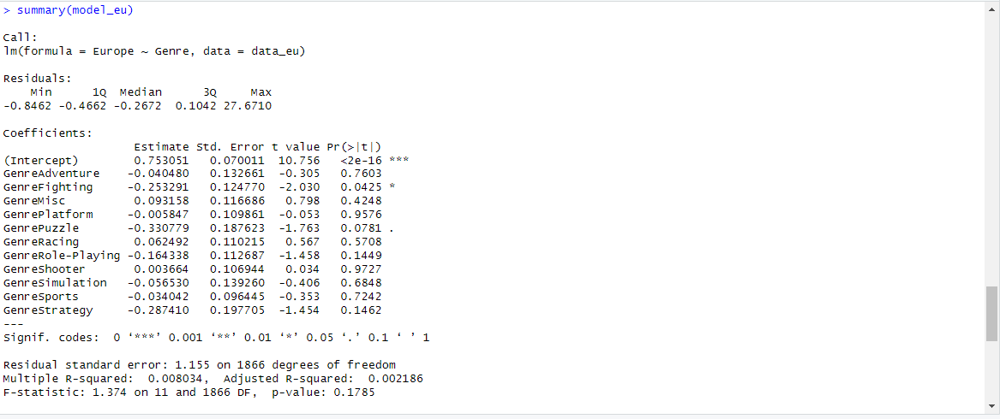 > summary(model_eu)
Call:
lm(formula = Europe ~ Genre, data = data_eu)
Residuals:
Min 1Q Median 3Q Max
-0.8462 -0.4662 -0.2672 0.1042 27.6710
Coefficients:
Estimate Std. Error t value Pr(>|t|)
(Intercept) 0.753051 0.070011 10.756 <2e-16 ***
GenreAdventure -0.040480 0.132661 -0.305 0.7603
GenreFighting -0.253291 0.124770 -2.030 0.0425 *
GenreMisc 0.093158 0.116686 0.798 0.4248
GenrePlatform -0.005847 0.109861 -0.053 0.9576
GenrePuzzle -0.330779 0.187623 -1.763 0.0781 .
GenreRacing 0.062492 0.110215 0.567 0.5708
GenreRole-Playing -0.164338 0.112687 -1.458 0.1449
GenreShooter 0.003664 0.106944 0.034 0.9727
GenreSimulation -0.056530 0.139260 -0.406 0.6848
GenreSports -0.034042 0.096445 -0.353 0.7242
GenreStrategy -0.287410 0.197705 -1.454 0.1462
---
Signif. codes: 0 ‘***’ 0.001 ‘**’ 0.01 ‘*’ 0.05 ‘.’ 0.1 ‘ ’ 1
Residual standard error: 1.155 on 1866 degrees of freedom
Multiple R-squared: 0.008034, Adjusted R-squared: 0.002186
F-statistic: 1.374 on 11 and 1866 DF, p-value: 0.1785